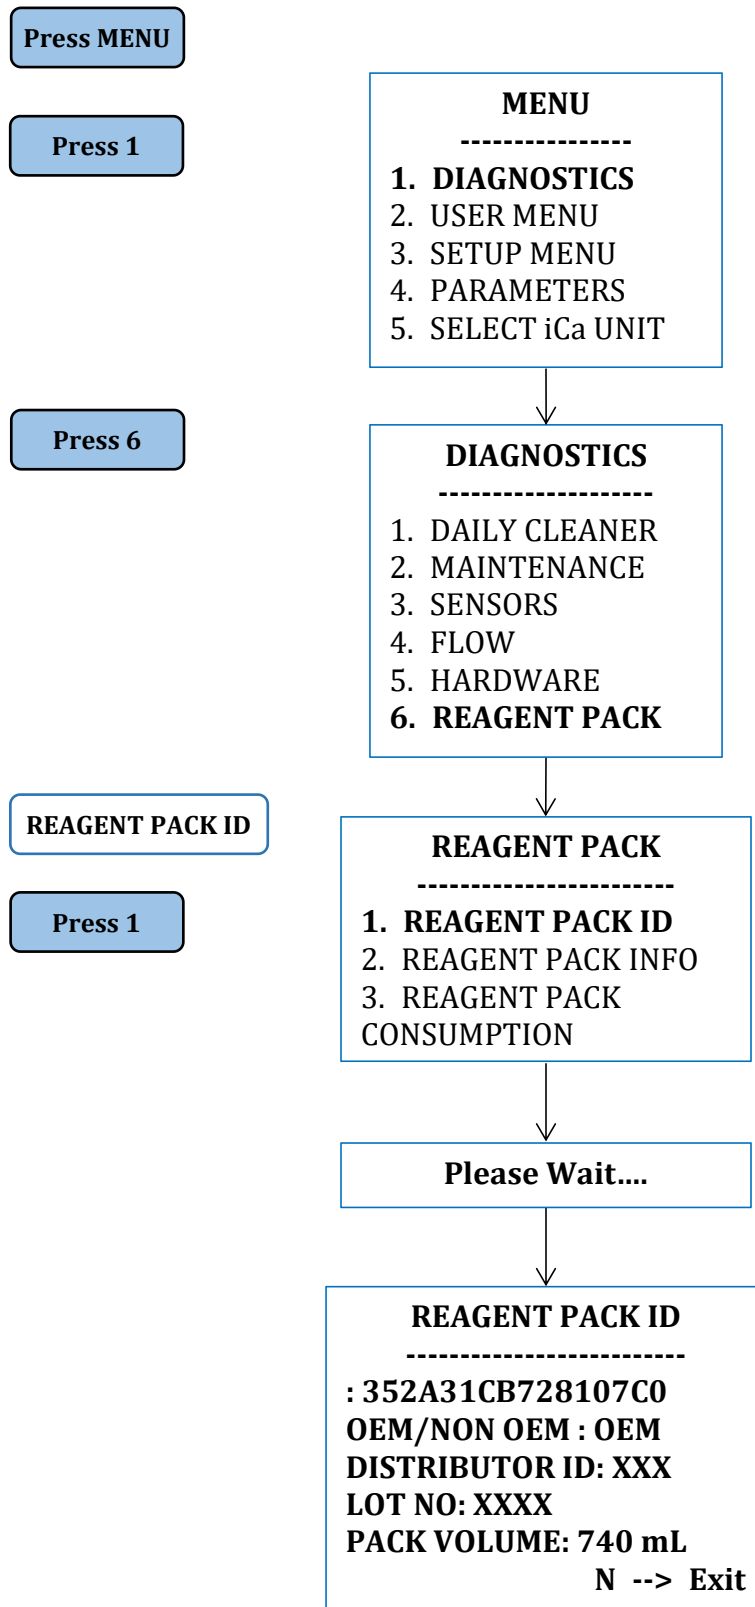 Press MENU
MENU
----------------
Press 1
1. DIAGNOSTICS
2. USER MENU
3. SETUP MENU
4. PARAMETERS
5. SELECT iCa UNIT
Press 6
DIAGNOSTICS
--------------------
1. DAILY CLEANER
2. MAINTENANCE
3. SENSORS
4. FLOW
5. HARDWARE
6. REAGENT PACK
REAGENT PACK ID
REAGENT PACK
------------------------
Press 1
1. REAGENT PACK ID
2. REAGENT PACK INFO
3. REAGENT PACK
CONSUMPTION
Please Wait....
REAGENT PACK ID
--------------------------
: 352A31CB728107C0
OEM/NON OEM : OEM
DISTRIBUTOR ID: XXX
LOT NO: XXXX
PACK VOLUME: 740 mL
N --> Exit